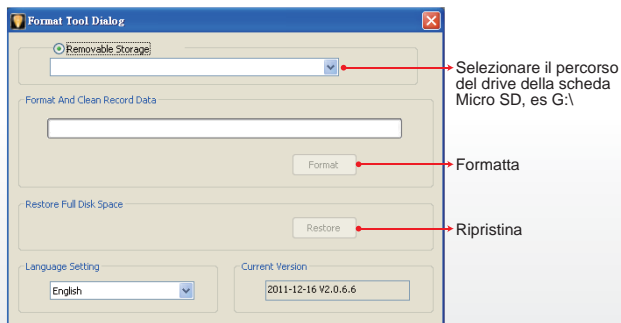 Format Tool Dialog
Removable Storage
Selezionare il percorso
del drive della scheda
Micro SD, es G:\
Format And Clean Record Data
Format
Formatta
Restore Full Disk Space
Restore
Ripristina
Language Setting
English
Current Version
2011-12-16 V2.0.6.6